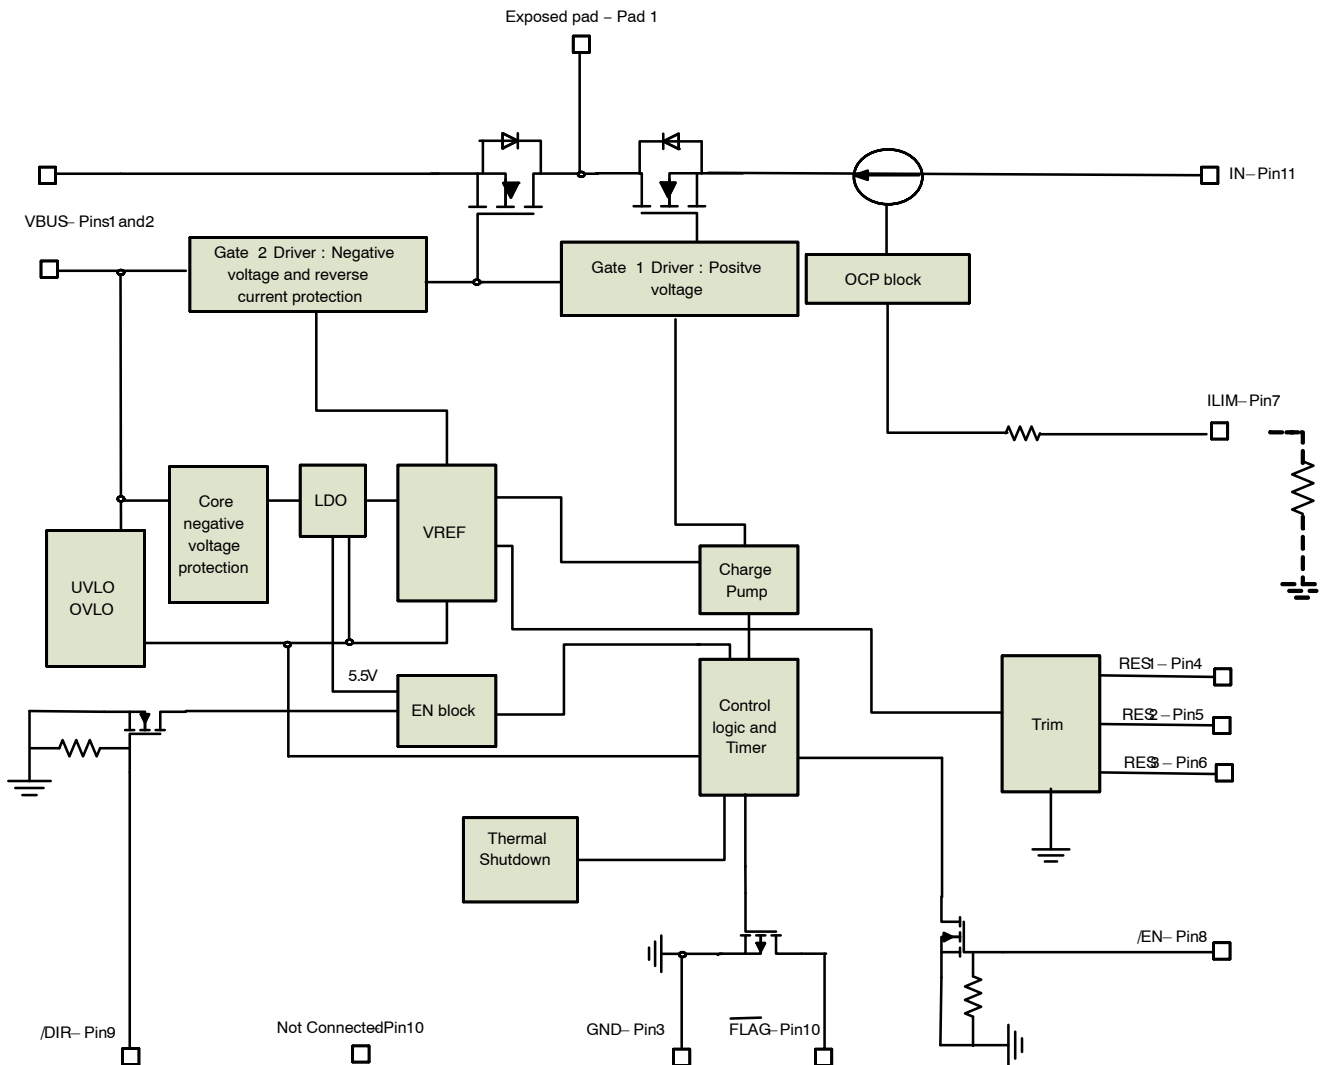 Exposed pad – Pad 1
IN–Pin11
VBUS– Pins1and2
Gate 2 Driver : Negative
voltage and reverse
current protection
Gate 1 Driver : Positve
voltage
OCP block
ILIM–Pin7
Core
negative
voltage
protection
LDO
VREF
UVLO
OVLO
Charge
Pump
5.5V
EN block
Control
logic and
Timer
Trim
RES1–Pin4
RES2–Pin5
RES3–Pin6
Thermal
Shutdown
/EN–Pin8
/DIR–Pin9
Not ConnectedPin10
GND–Pin3
FLAG–Pin10